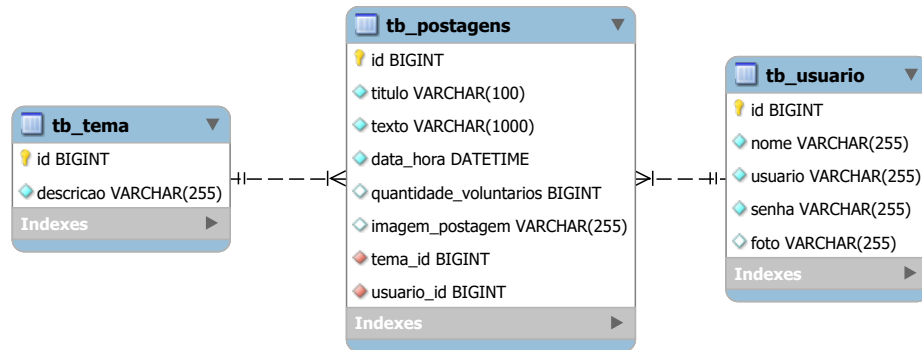 tb_tema
id BIGINT
descricao VARCHAR(255)
Indexes
tb_postagens
id BIGINT
titulo VARCHAR(100)
texto VARCHAR(1000)
data_hora DATETIME
quantidade_voluntarios BIGINT
imagem_postagem VARCHAR(255)
tema_id BIGINT
usuario_id BIGINT
Indexes
tb_usuario
id BIGINT
nome VARCHAR(255)
usuario VARCHAR(255)
senha VARCHAR(255)
foto VARCHAR(255)
Indexes